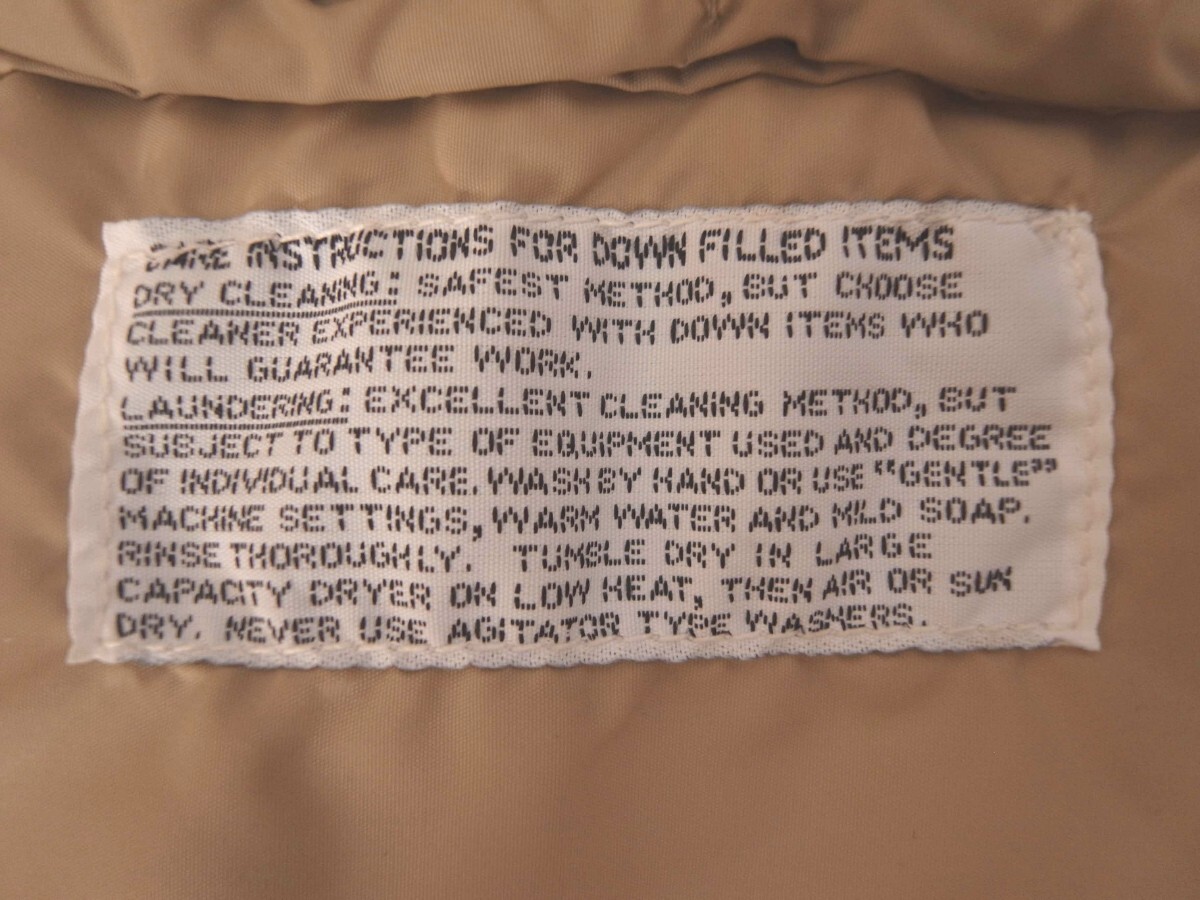 CARE INSTRUCTIONS FOR DOWN FILLED ITEMS
DRY CLEANING: SAFEST METHOD, BUT CHOOSE
CLEANER EXPERIENCED WITH DOWN ITEMS WHO
WILL GUARANTEE WORK.
LAUNDERING: EXCELLENT CLEANING METHOD, BUT
SUBJECT TO TYPE OF EQUIPMENT USED AND DEGREE
OF INDIVIDUAL CARE. WASH BY HAND OR USE “GENTLE”
MACHINE SETTINGS, WARM WATER AND MILD SOAP.
RINSE THOROUGHLY. TUMBLE DRY IN LARGE
CAPACITY DRYER ON LOW HEAT, THEN AIR OR SUN
DRY. NEVER USE AGITATOR TYPE WASHERS.